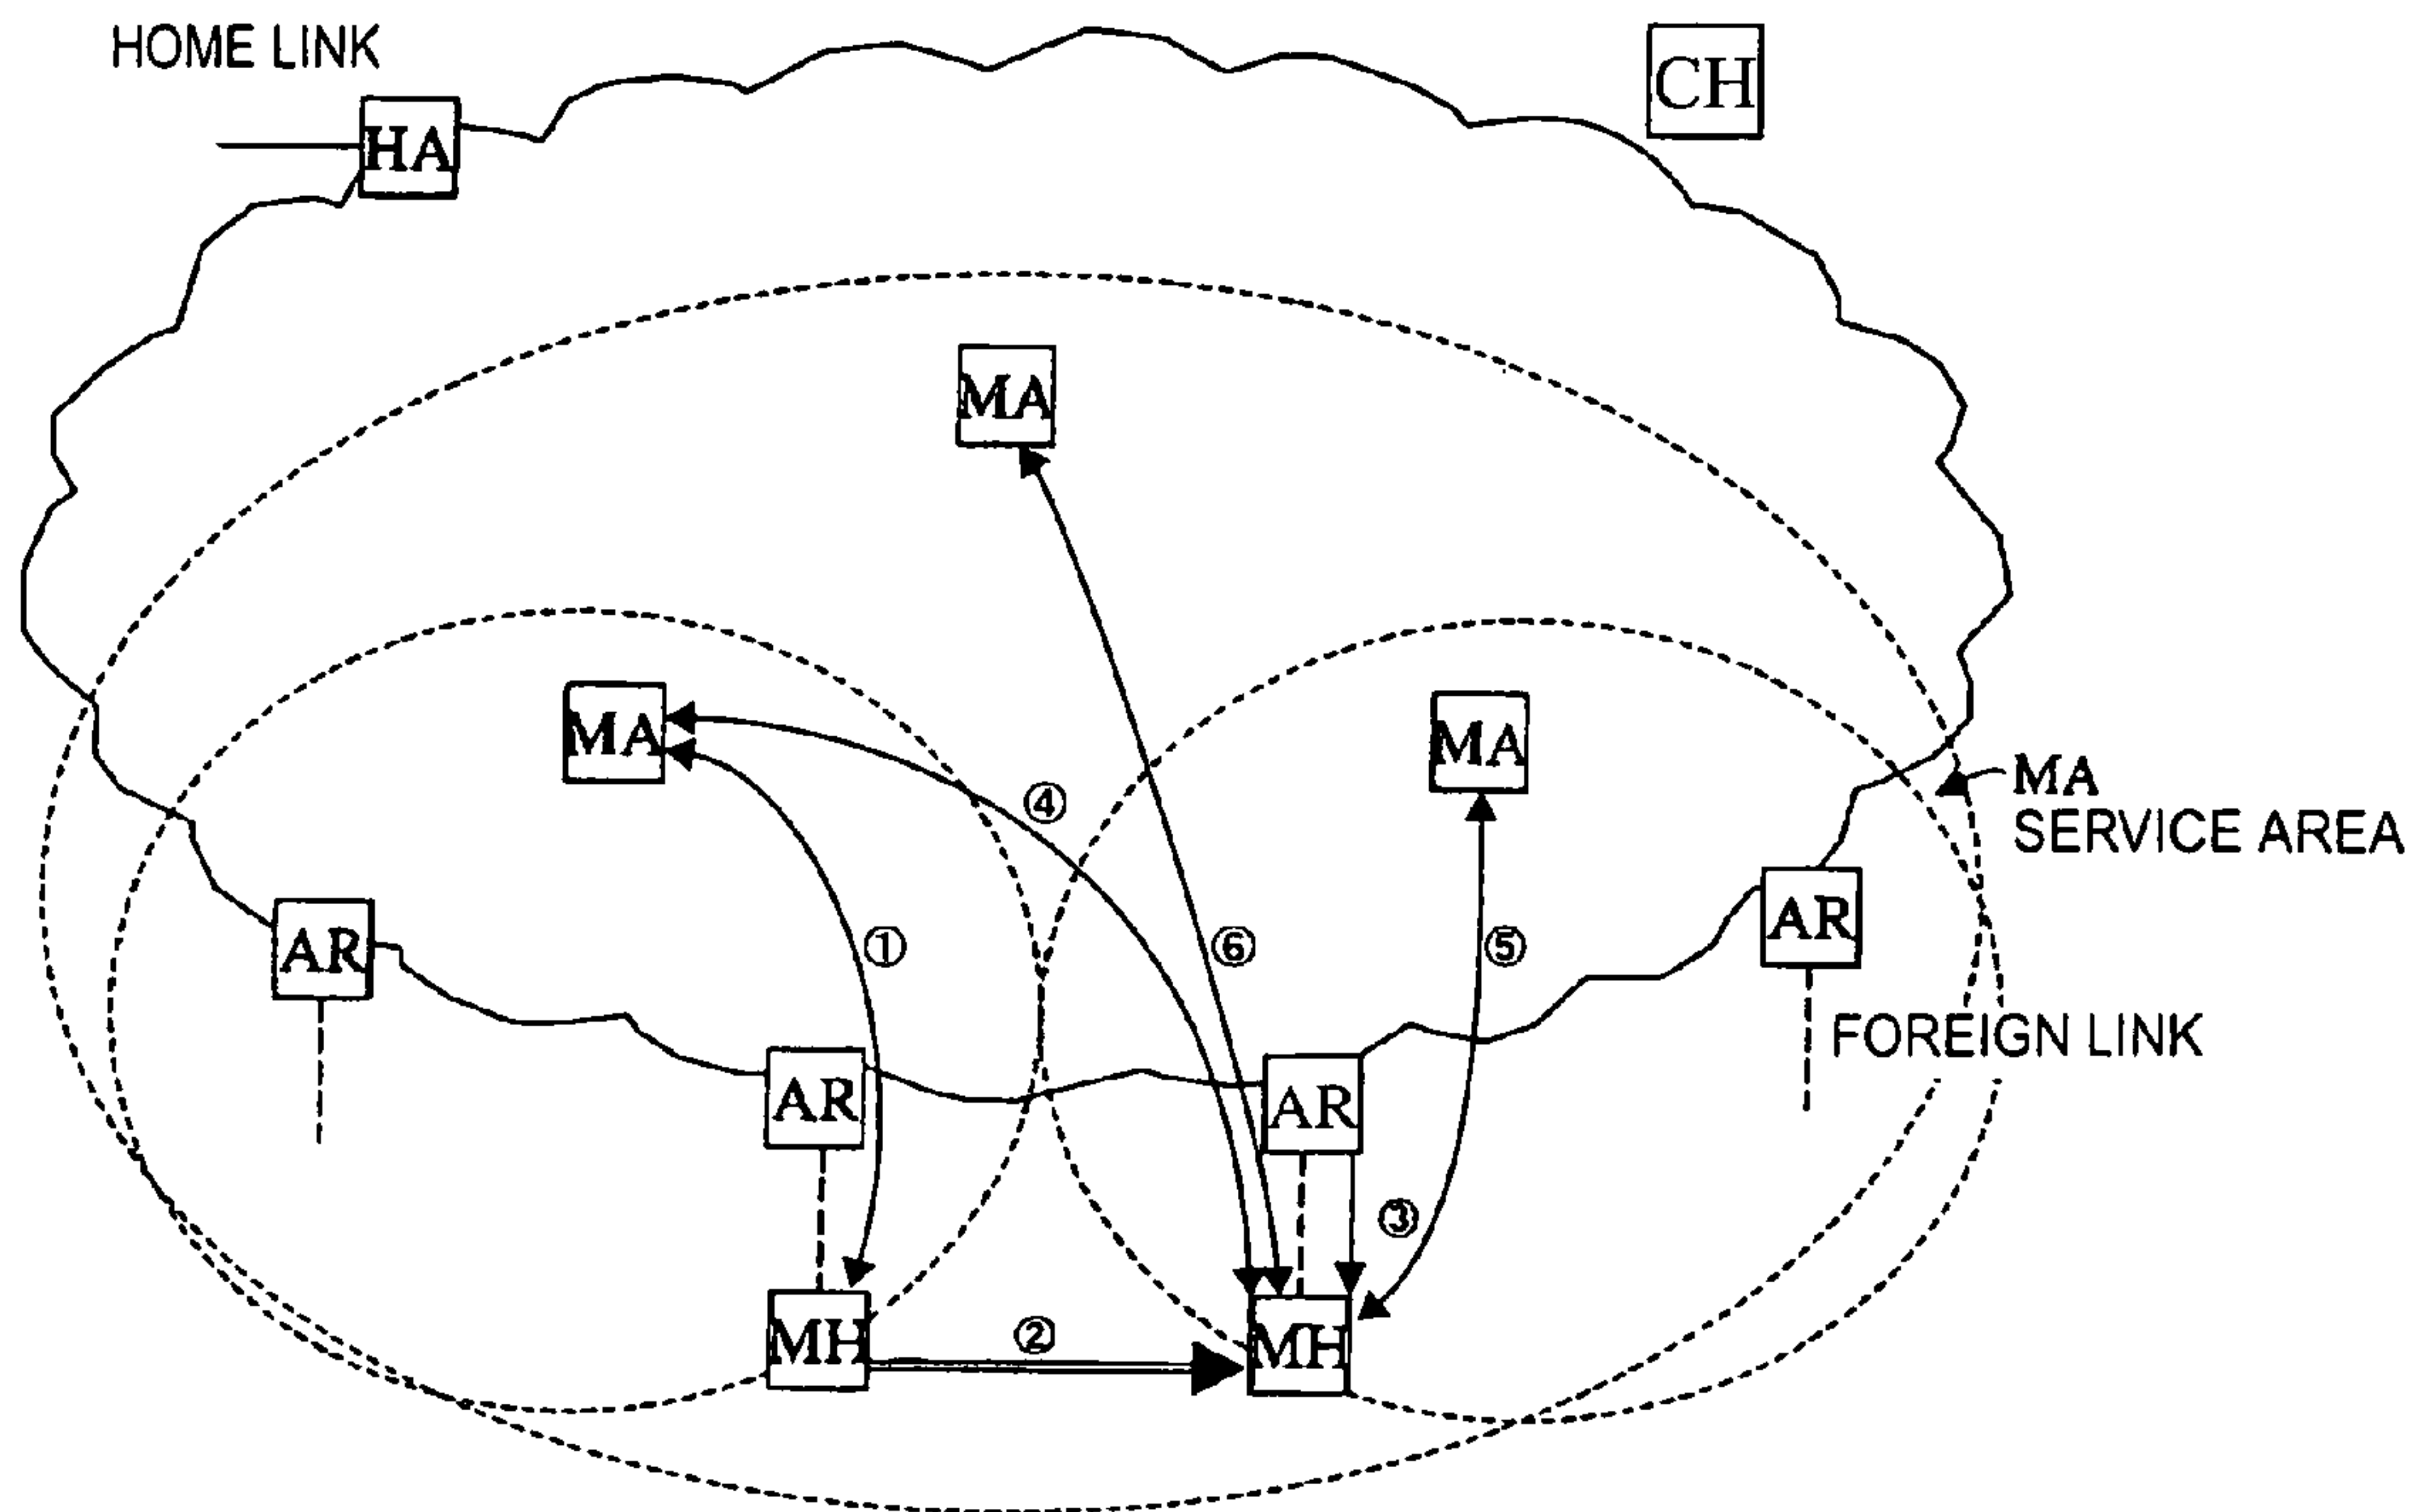 HOME LINK
CH
HA
MA
MA
MA
④
MA
SERVICE AREA
AR
AR
①
⑥
⑤
FOREIGN LINK
AR
AR
③
②
MH
MH